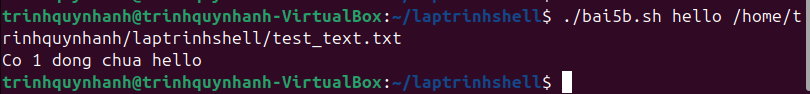 trinhquynhanh@trinhquynhanh-VirtualBox:~/laptrinhshell$ ./bai5b.sh hello /home/t
rinhquynhanh/laptrinhshell/test_text.txt
Co 1 dong chua hello
trinhquynhanh@trinhquynhanh-VirtualBox:~/laptrinhshell$